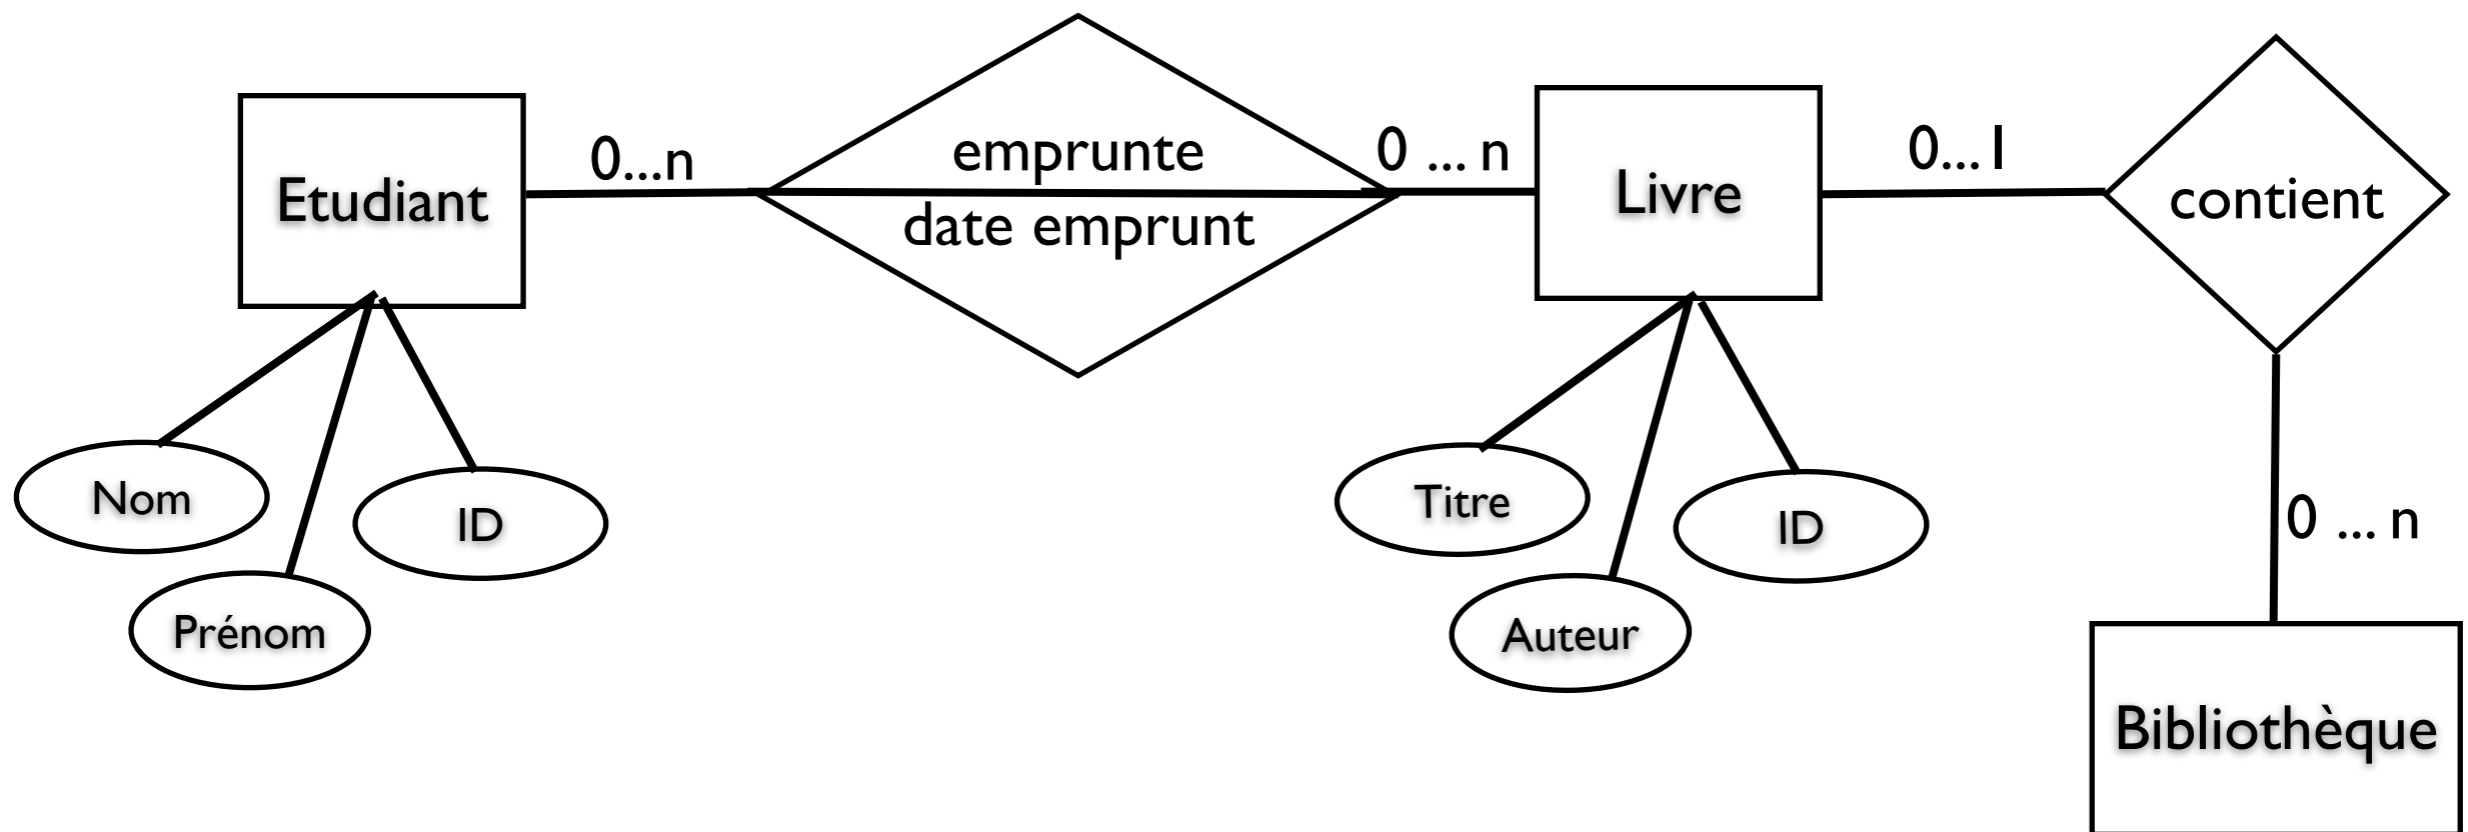 Etudiant
0...n
emprunte
date emprunt
0 ... n
Livre
0...1
contient
Nom
Prénom
ID
Titre
Auteur
ID
0 ... n
Bibliothèque